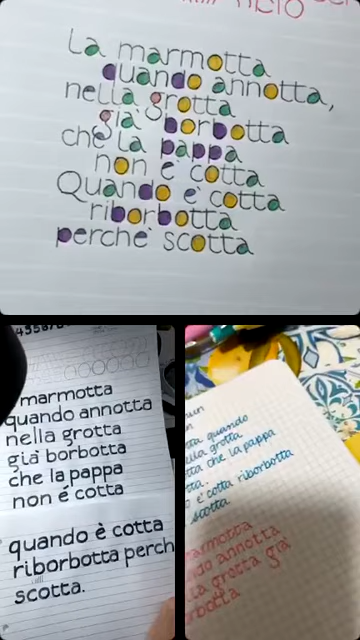 La marmotta
quando annotta,
nella grotta
già borbotta
che la pappa
non è cotta
Quando è cotta
riborbotta
perchè scotta
marmotta
quando annotta
nella grotta
già borbotta
che la pappa
non é cotta
quando è cotta
riborbotta perch
scotta.
quando
grotta
che la pappa
è cotta riborbotta
scotta
marmotta
annotta
grotta già